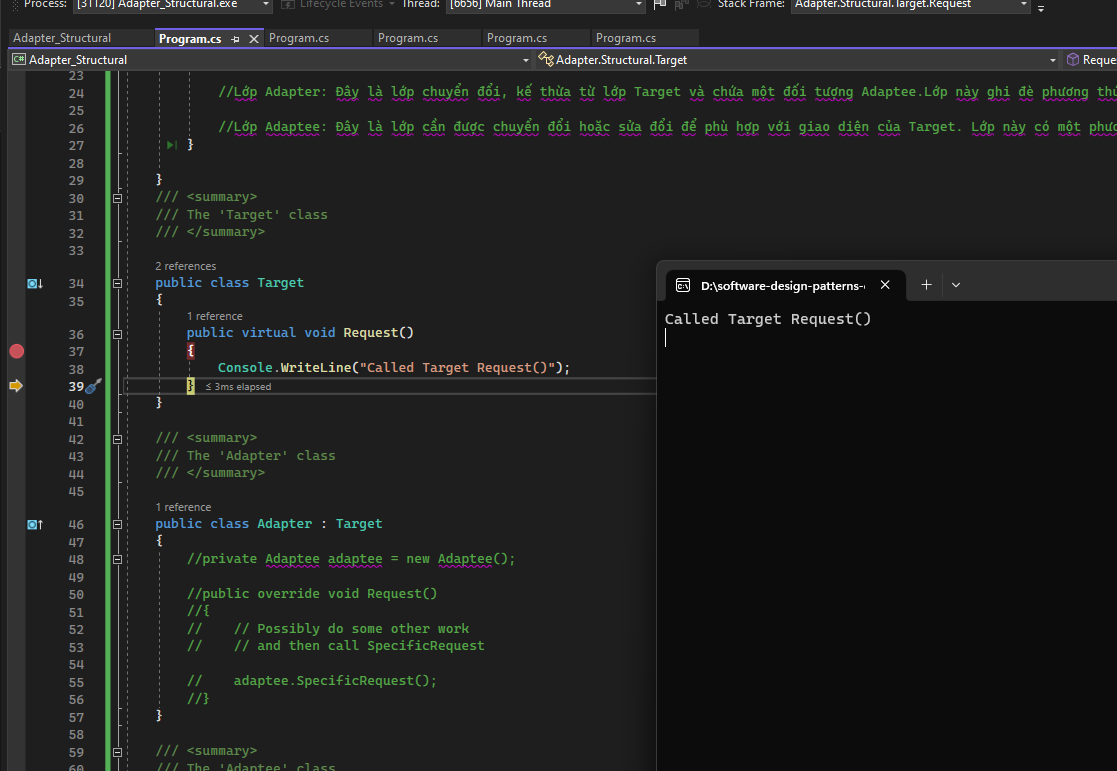 Process: [31120] Adapter_Structural.exe Lifecycle Events Thread: [6656] Main Thread Stack Frame: Adapter.Structural.Target.Request
Adapter_Structural Program.cs Program.cs Program.cs Program.cs Program.cs
C# Adapter_Structural Adapter.Structural.Target
23
24 //Lớp Adapter: Đây là lớp chuyển đổi, kế thừa từ lớp Target và chứa một đối tượng Adaptee.Lớp này ghi đè phương
25
26 //Lớp Adaptee: Đây là lớp cần được chuyển đổi hoặc sửa đổi để phù hợp với giao diện của Target. Lớp này có một
27 }
28
29 }
30 /// <summary>
31 /// The 'Target' class
32 /// </summary>
33
2 references
34 public class Target
35 {
1 reference
36 public virtual void Request()
37 {
38 Console.WriteLine("Called Target Request()");
39 } ≤ 3ms elapsed
40 }
41
42 /// <summary>
43 /// The 'Adapter' class
44 /// </summary>
45
1 reference
46 public class Adapter : Target
47 {
48 //private Adaptee adaptee = new Adaptee();
49
50 //public override void Request()
51 //{
52 // // Possibly do some other work
53 // // and then call SpecificRequest
54
55 // adaptee.SpecificRequest();
56 //}
57 }
58
59 /// <summary>
60 /// The 'Adaptee' class
D:\software-design-patterns-
Called Target Request()